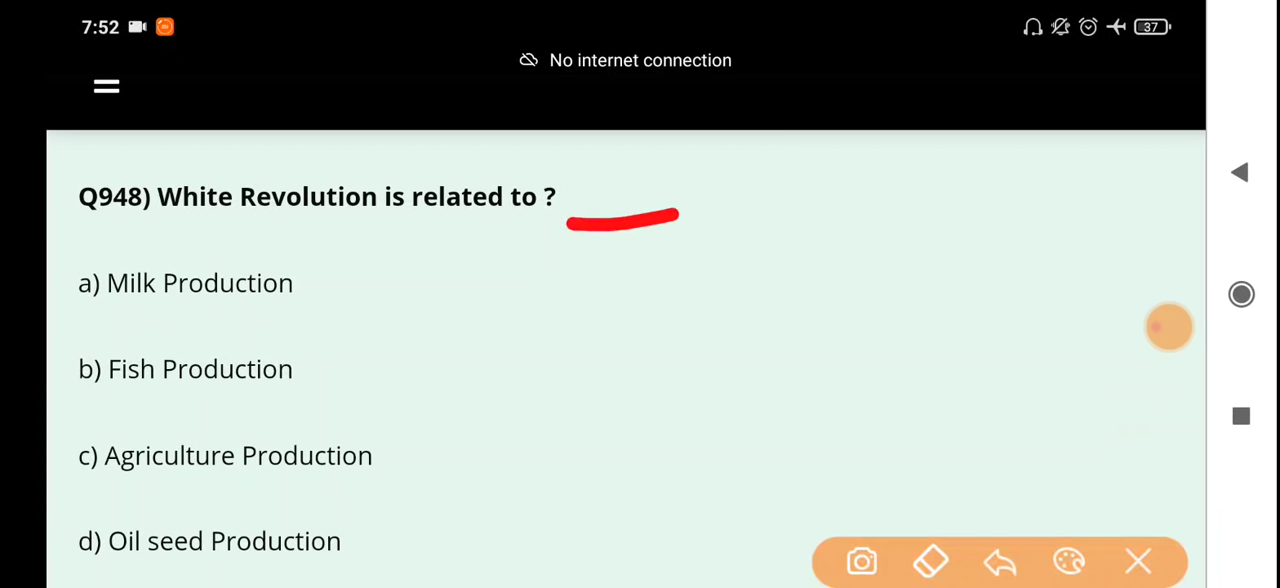 7:52
37
No internet connection
Q948) White Revolution is related to ?
a) Milk Production
b) Fish Production
c) Agriculture Production
d) Oil seed Production